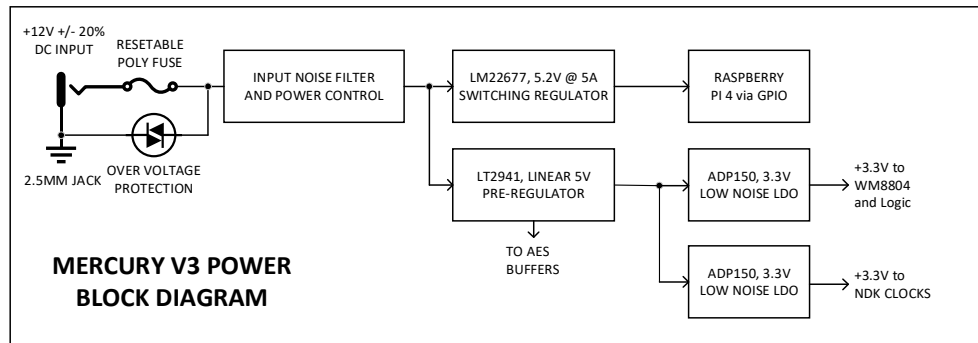 +12V +/- 20%
DC INPUT
RESETABLE
POLY FUSE
2.5MM JACK
OVER VOLTAGE
PROTECTION
INPUT NOISE FILTER
AND POWER CONTROL
LM22677, 5.2V @ 5A
SWITCHING REGULATOR
RASPBERRY
PI 4 via GPIO
LT2941, LINEAR 5V
PRE-REGULATOR
TO AES
BUFFERS
ADP150, 3.3V
LOW NOISE LDO
+3.3V to
WM8804
and Logic
ADP150, 3.3V
LOW NOISE LDO
+3.3V to
NDK CLOCKS
MERCURY V3 POWER
BLOCK DIAGRAM